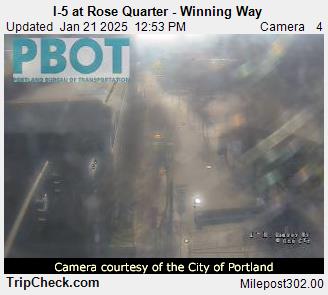 I-5 at Rose Quarter - Winning Way
Updated Jan 21 2025 12:53 PM Camera 4
PBOT
PORTLAND BUREAU OF TRANSPORTATION
Camera courtesy of the City of Portland
TripCheck.com Milepost302.00